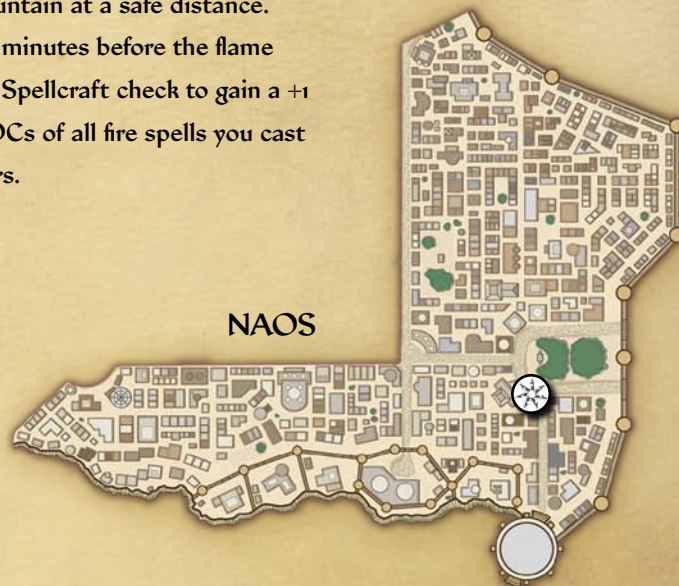 untain at a safe distance.
minutes before the flame
Spellcraft check to gain a +1
DCs of all fire spells you cast
rs.
NAOS